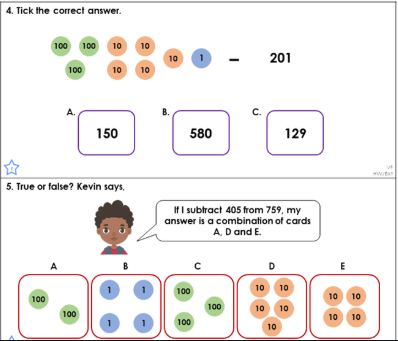 4. Tick the correct answer.
100 100 10 10
10 1 – 201
100 10 10
A. B. C.
150 580 129
5. True or false? Kevin says,
If I subtract 405 from 759, my
answer is a combination of cards
A, D and E.
A B C D E
100 1 1 100 10 10 10 10
100 100 10 10 10 10
1 1 100 10